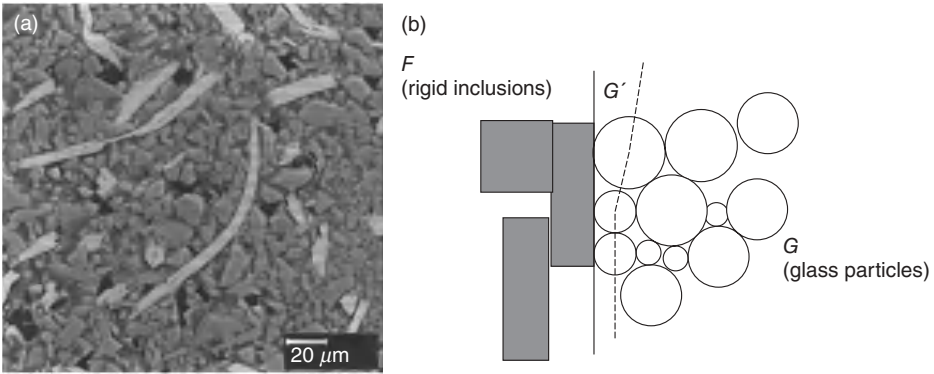 (a)
20 μm
(b)
F
(rigid inclusions)
G′
G
(glass particles)